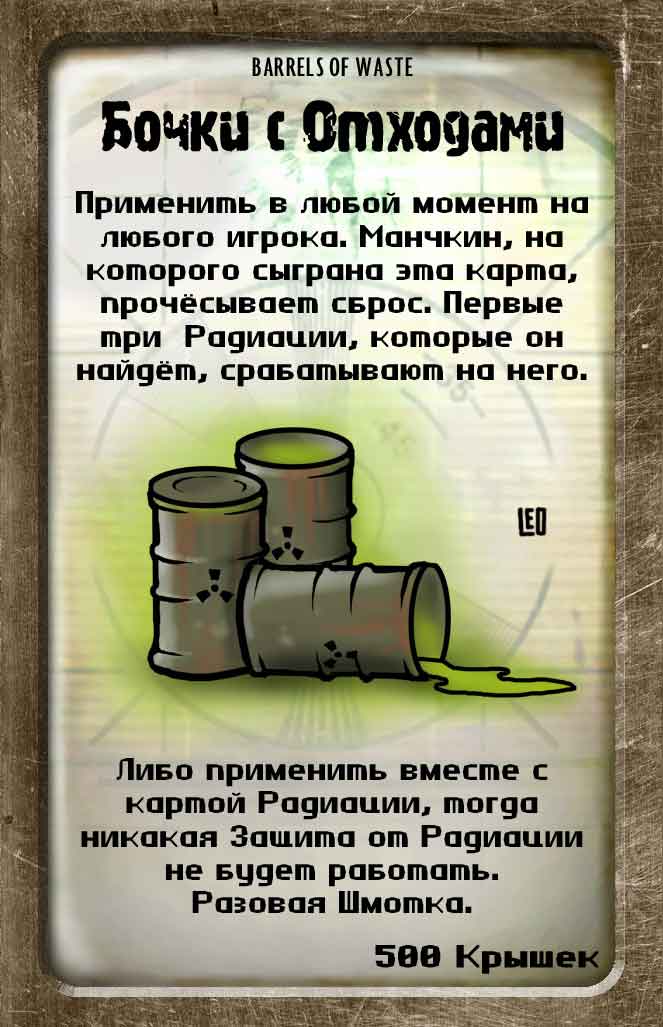 BARRELS OF WASTE
Бочки с Отходами
Применить в любой момент на
любого игрока. Манчкин, на
которого сыграна эта карта,
прочёсывает сброс. Первые
три Радиации, которые он
найдёт, срабатывают на него.
LEO
Либо применить вместе с
картой Радиации, тогда
никакая Защита от Радиации
не будет работать.
Разовая Шмотка.
500 Крышек